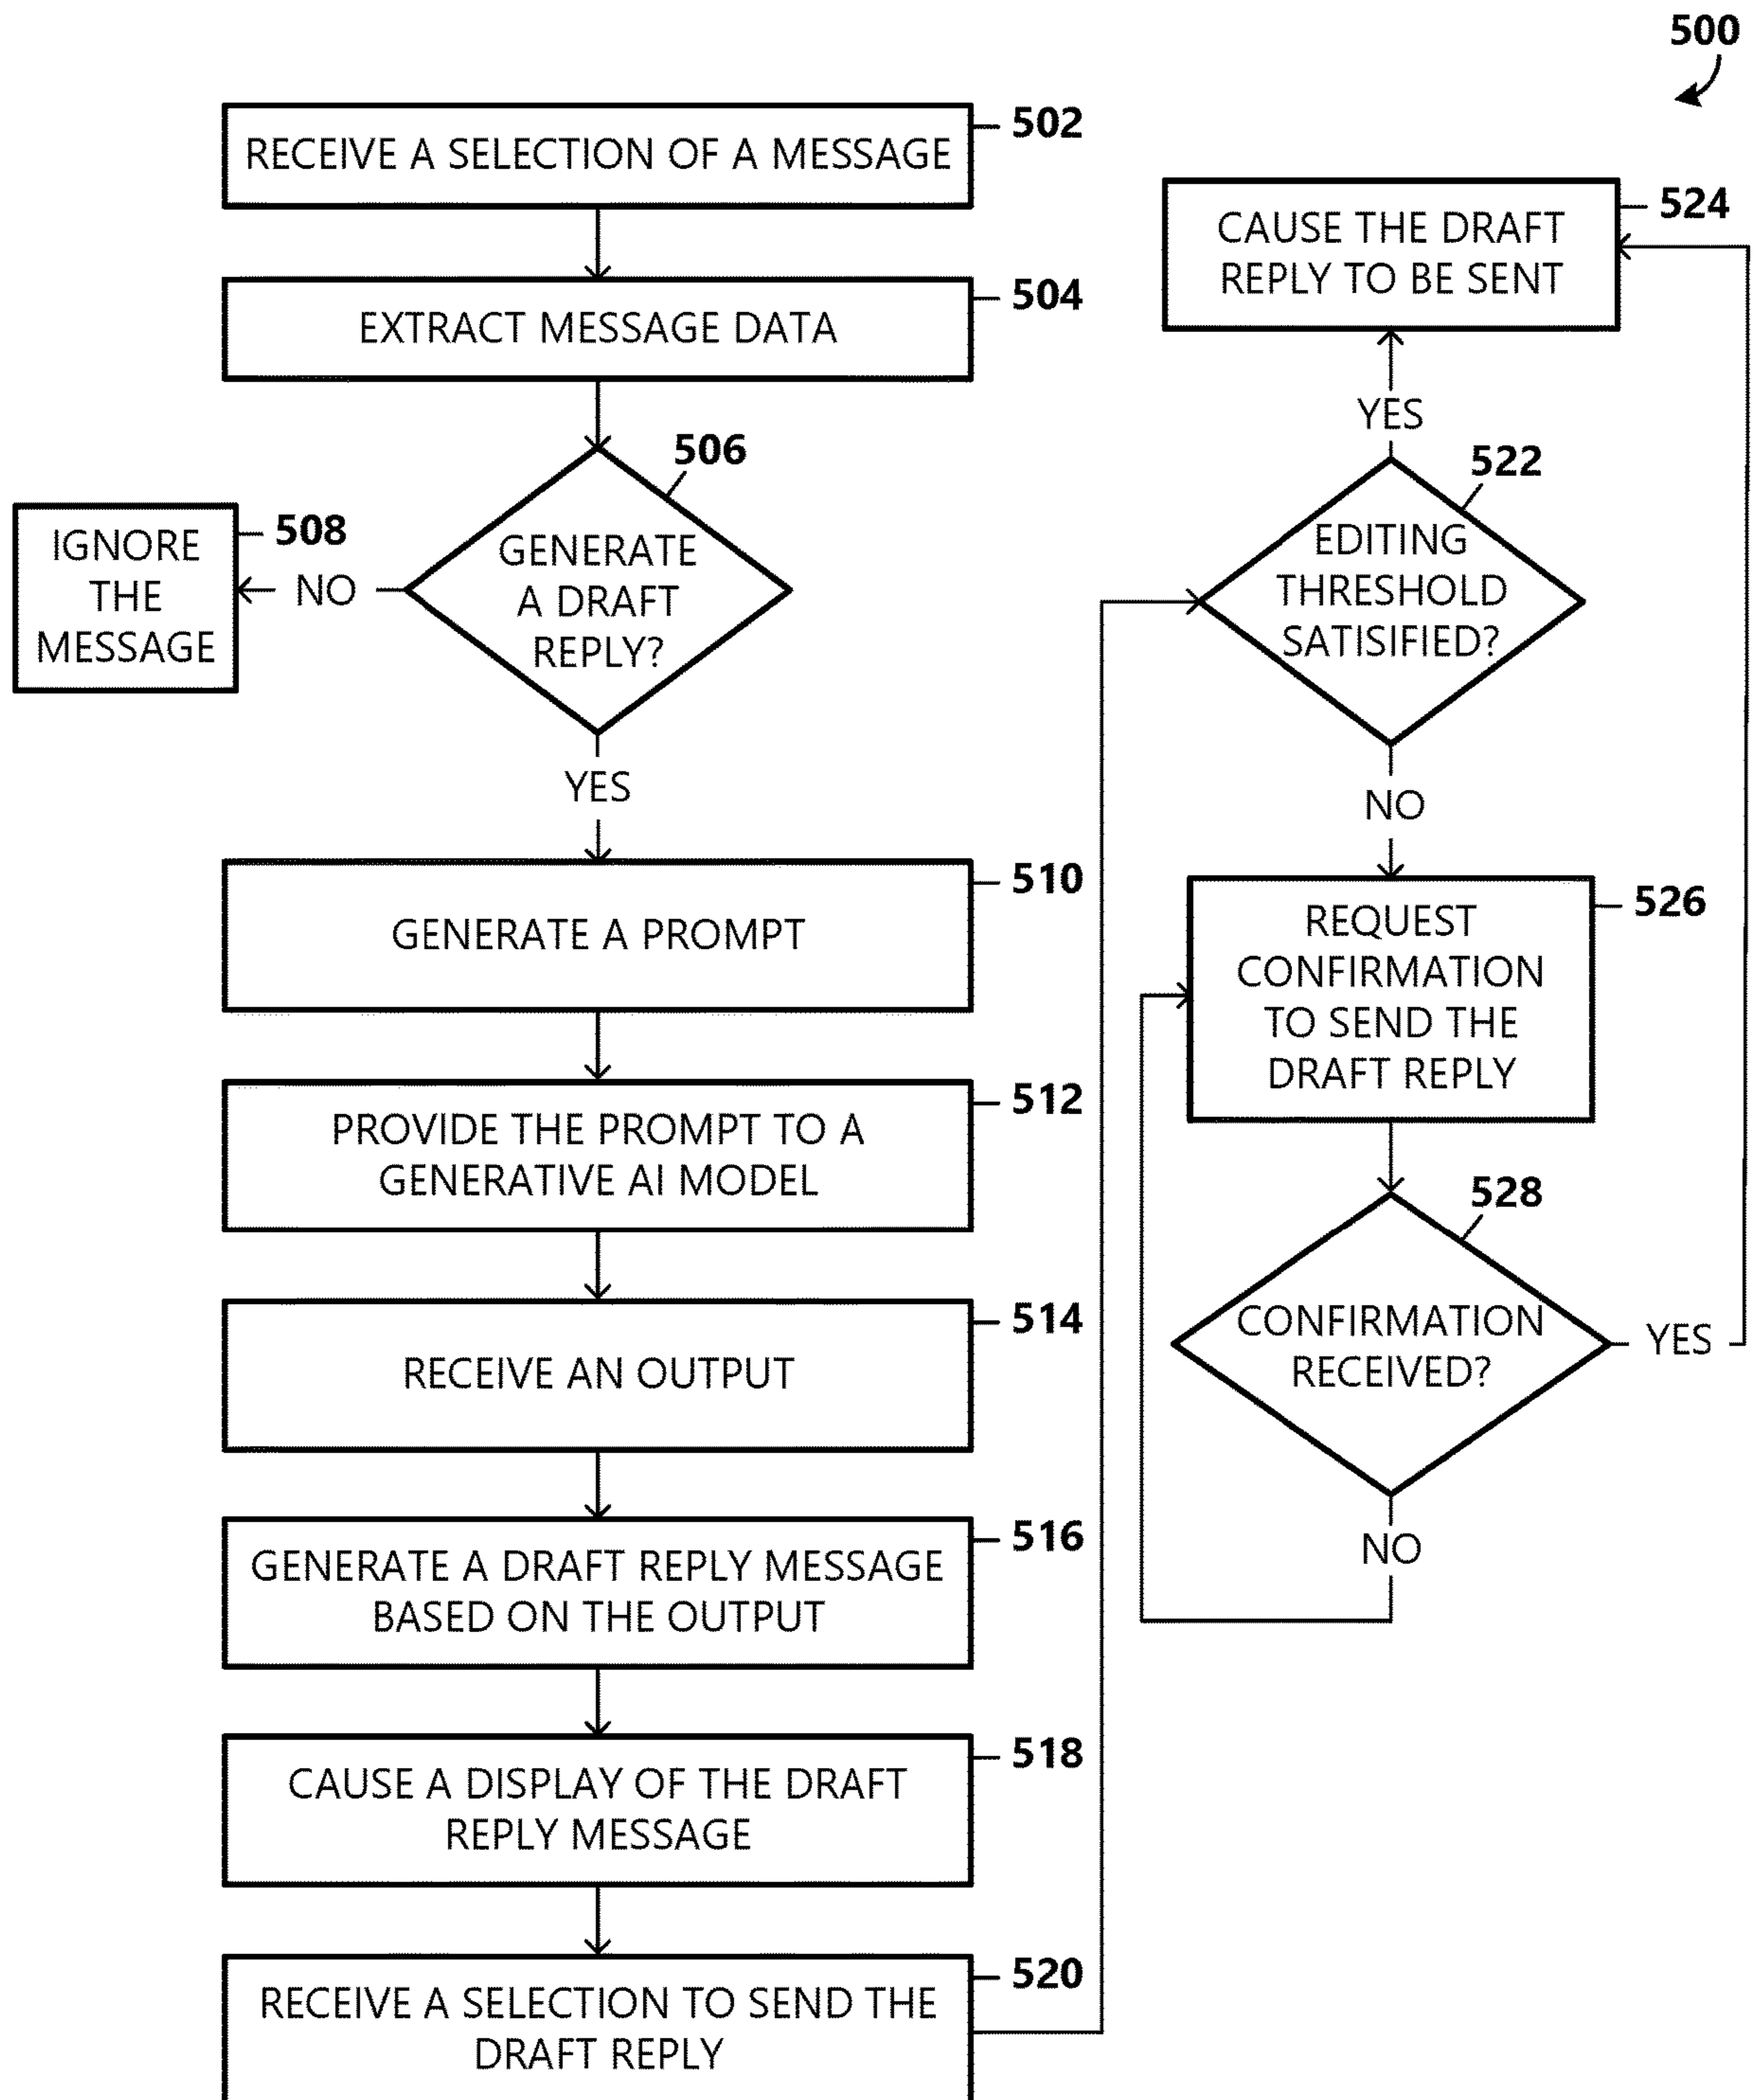 500
502
RECEIVE A SELECTION OF A MESSAGE
504
EXTRACT MESSAGE DATA
506
GENERATE
A DRAFT
REPLY?
NO
508
IGNORE
THE
MESSAGE
YES
510
GENERATE A PROMPT
512
PROVIDE THE PROMPT TO A
GENERATIVE AI MODEL
514
RECEIVE AN OUTPUT
516
GENERATE A DRAFT REPLY MESSAGE
BASED ON THE OUTPUT
518
CAUSE A DISPLAY OF THE DRAFT
REPLY MESSAGE
520
RECEIVE A SELECTION TO SEND THE
DRAFT REPLY
524
CAUSE THE DRAFT
REPLY TO BE SENT
YES
522
EDITING
THRESHOLD
SATISIFIED?
NO
526
REQUEST
CONFIRMATION
TO SEND THE
DRAFT REPLY
528
CONFIRMATION
RECEIVED?
YES
NO